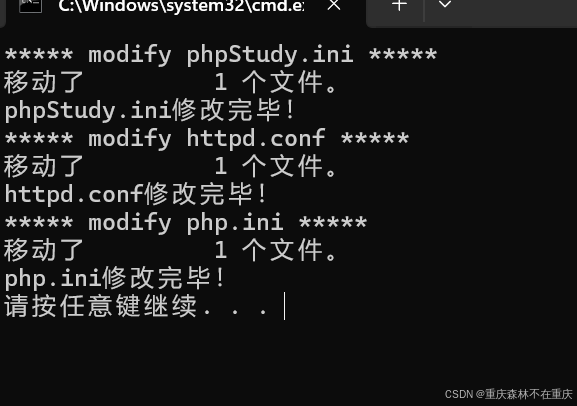 C:\Windows\system32\cmd.e
***** modify phpStudy.ini *****
移动了         1 个文件。
phpStudy.ini修改完毕!
***** modify httpd.conf *****
移动了         1 个文件。
httpd.conf修改完毕!
***** modify php.ini *****
移动了         1 个文件。
php.ini修改完毕!
请按任意键继续. . .
CSDN @重庆森林不在重庆